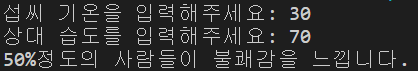 섭씨 기온을 입력해주세요: 30
상대 습도를 입력해주세요: 70
50%정도의 사람들이 불쾌감을 느낍니다.